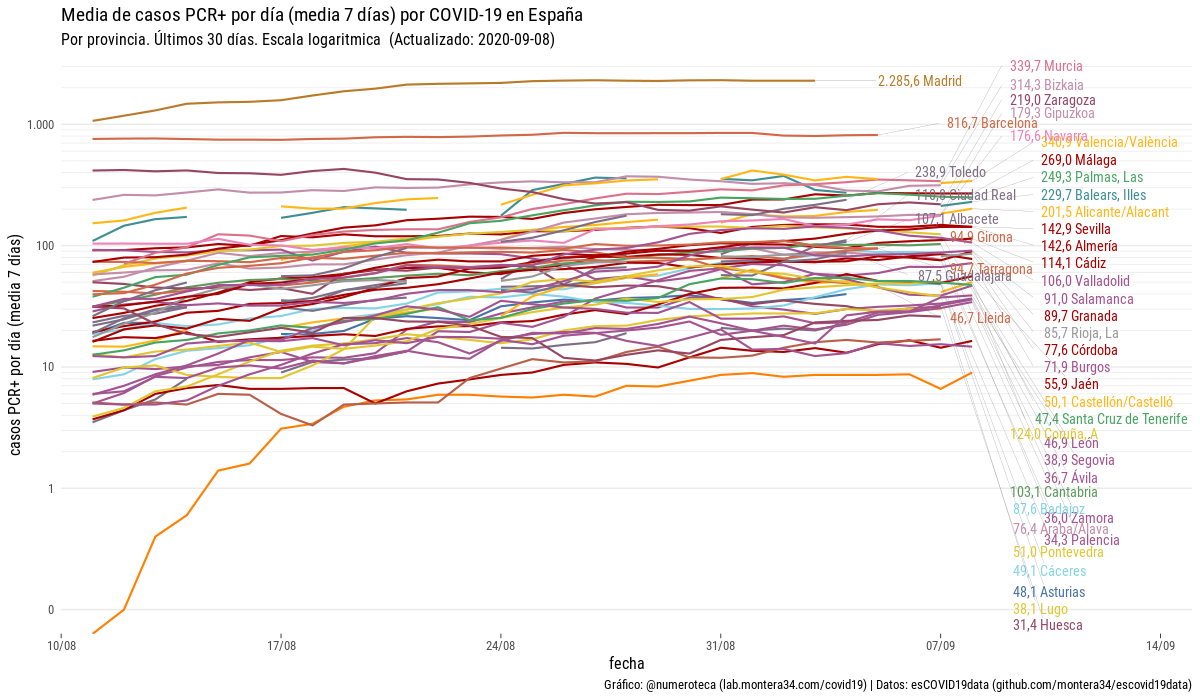 Media de casos PCR+ por día (media 7 días) por COVID-19 en España
Por provincia. Últimos 30 días. Escala logaritmica (Actualizado: 2020-09-08)
casos PCR+ por día (media 7 días)
1.000
100
10
1
0
10/08
17/08
24/08
31/08
07/09
14/09
fecha
339,7 Murcia
2.285,6 Madrid
314,3 Bizkaia
219,0 Zaragoza
179,3 Gipuzkoa
816,7 Barcelona
176,6 Navarra
340,9 Valencia/València
269,0 Málaga
238,9 Toledo
249,3 Palmas, Las
229,7 Balears, Illes
Ciudad Real
201,5 Alicante/Alacant
107,1 Albacete
142,9 Sevilla
94,9 Girona
142,6 Almería
114,1 Cádiz
94,7 Tarragona
87,5 Guadalajara
106,0 Valladolid
91,0 Salamanca
46,7 Lleida
89,7 Granada
85,7 Rioja, La
77,6 Córdoba
71,9 Burgos
55,9 Jaén
50,1 Castellón/Castelló
47,4 Santa Cruz de Tenerife
124,0 Coruña, A
46,9 León
38,9 Segovia
36,7 Ávila
103,1 Cantabria
87,6 Badajoz
36,0 Zamora
76,4 Araba/Álava
34,3 Palencia
51,0 Pontevedra
49,1 Cáceres
48,1 Asturias
38,1 Lugo
31,4 Huesca
Gráfico: @numeroteca (lab.montera34.com/covid19) | Datos: esCOVID19data (github.com/montera34/escovid19data)